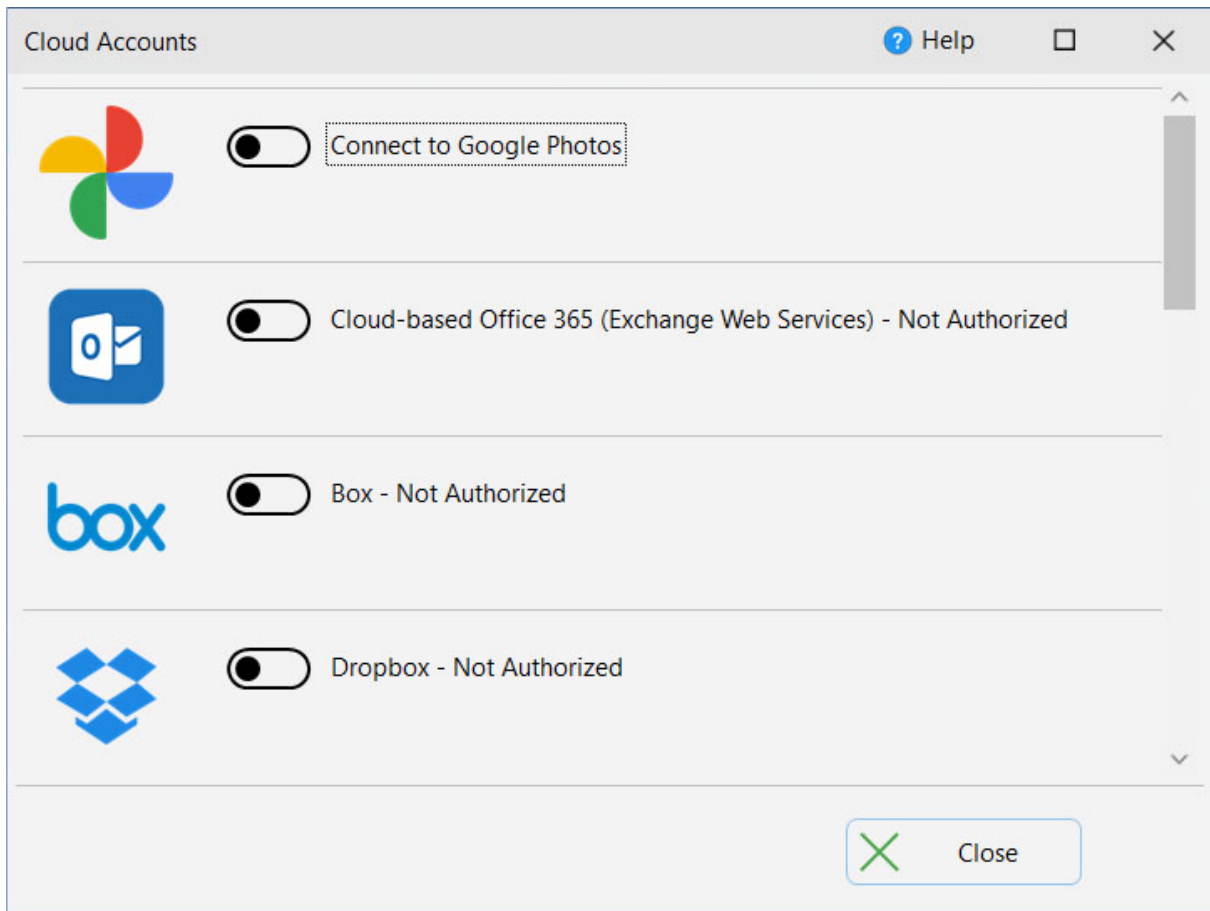 Cloud Accounts
? Help
Connect to Google Photos
o Cloud-based Office 365 (Exchange Web Services) - Not Authorized
box Box - Not Authorized
Dropbox - Not Authorized
Close